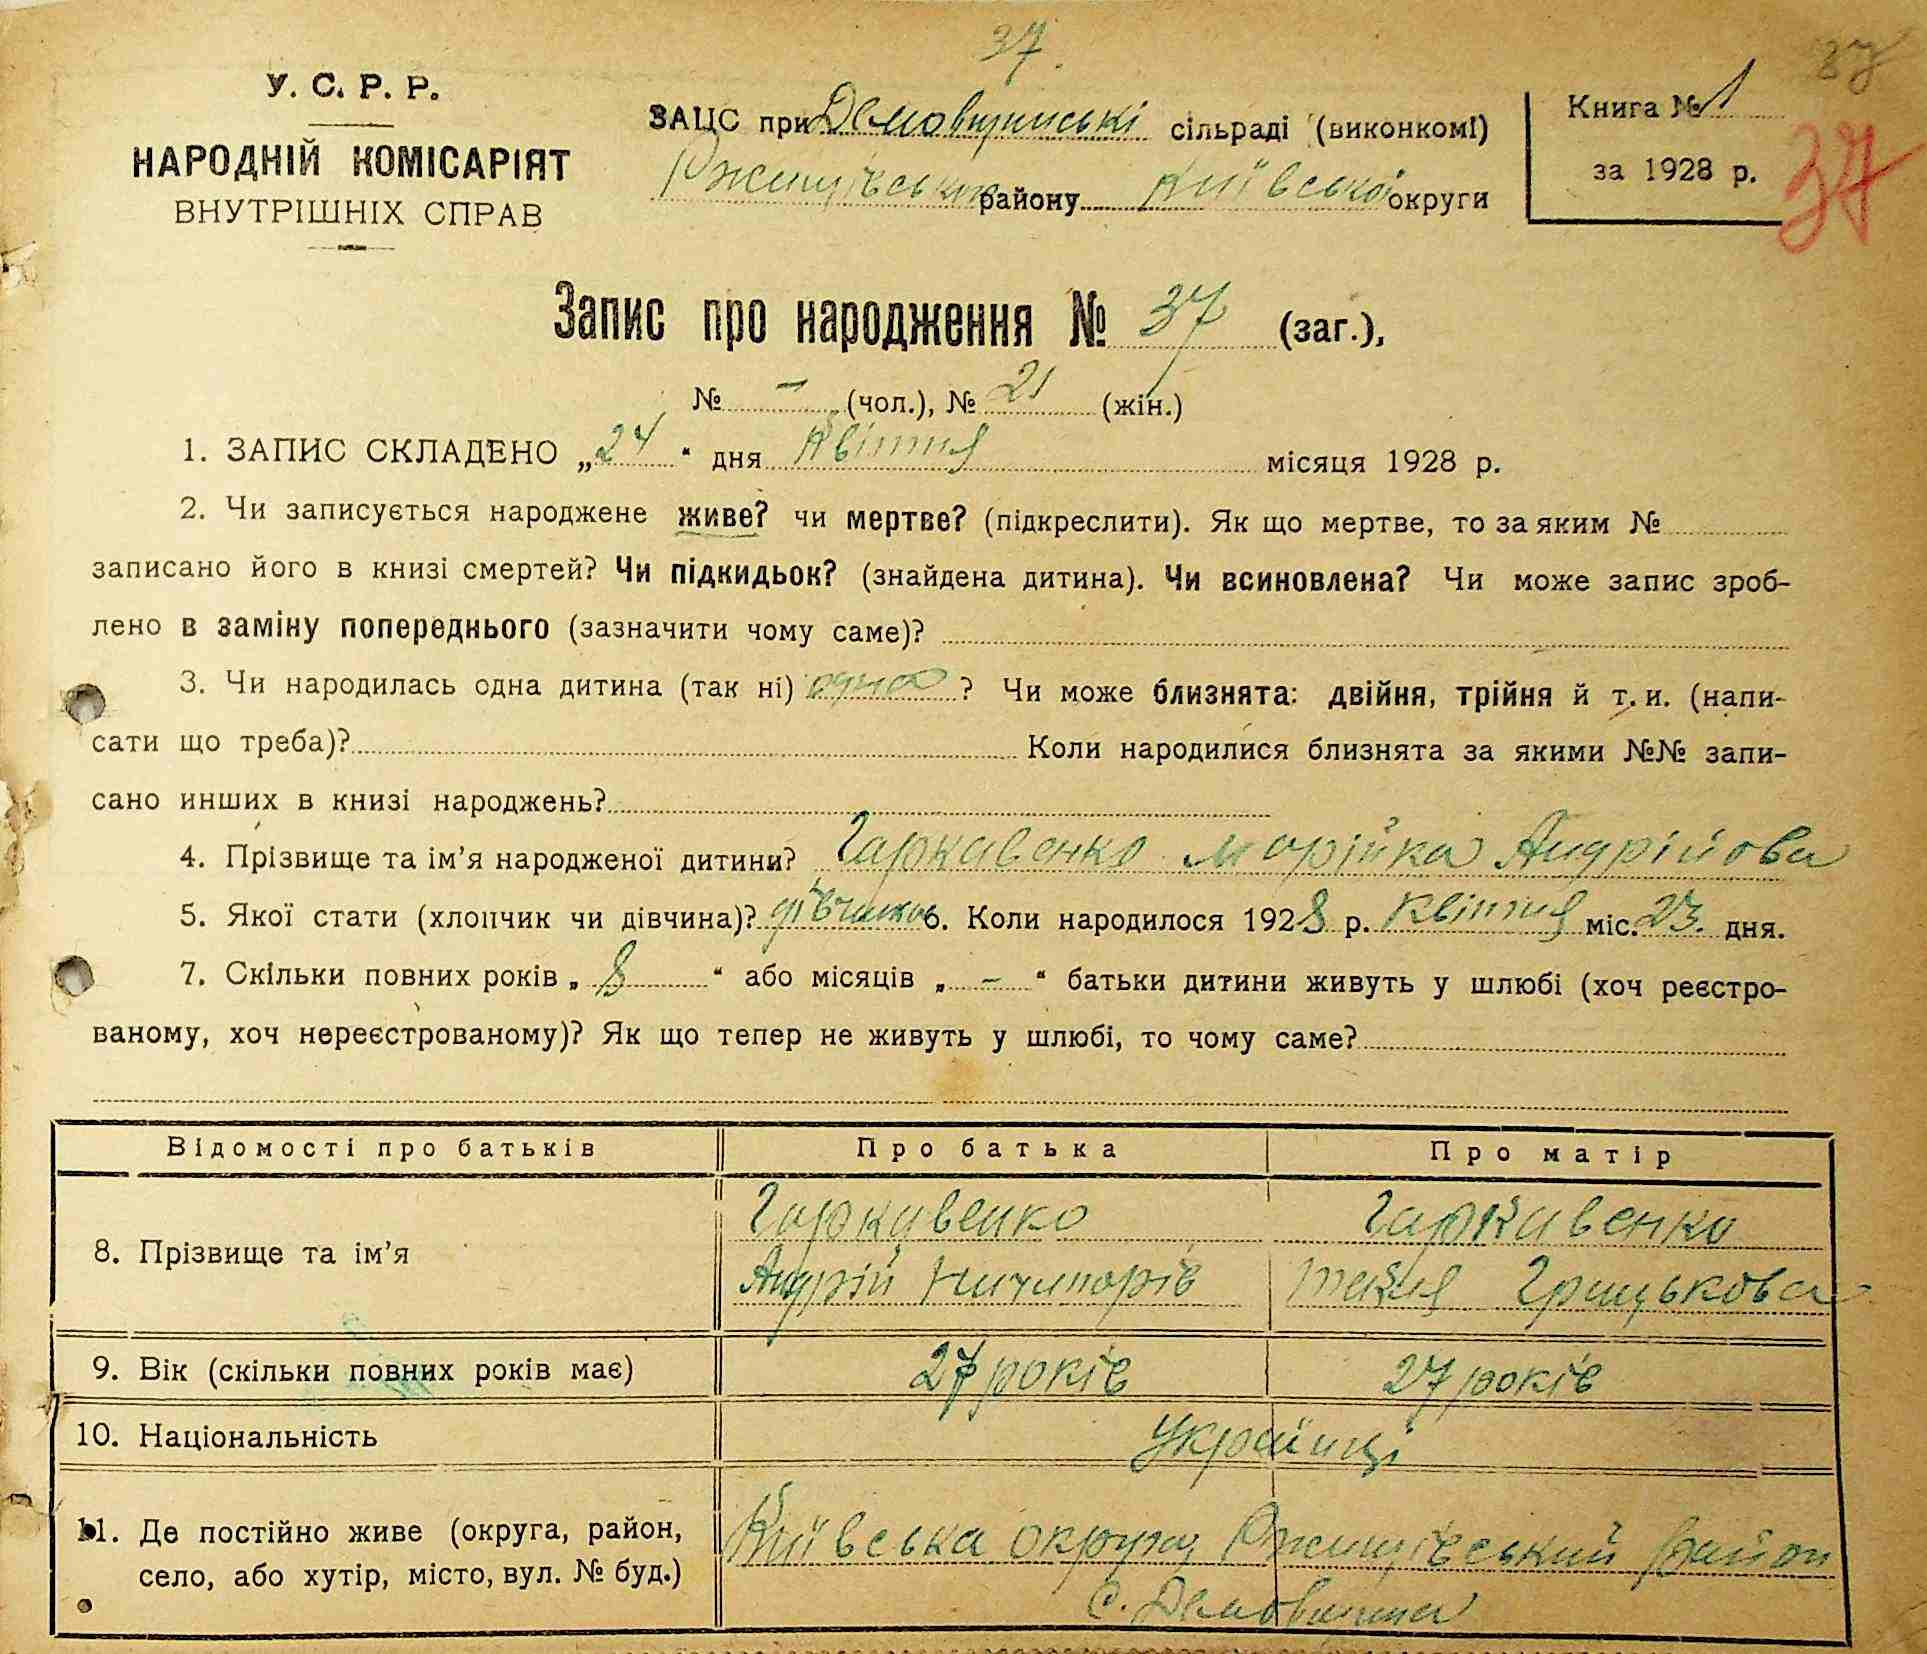 37.
37
У. С. Р. Р.
НАРОДНІЙ КОМІСАРІЯТ
ВНУТРІШНІХ СПРАВ
ЗАЦС при Демовщинські сільраді (виконкомі)
Ржищівського району Київської округи
Книга № 1
за 1928 р.
37
Запис про народження № 37 (заг.),
№ – (чол.), № 21 (жін.)
1. ЗАПИС СКЛАДЕНО „24“ дня квітня місяця 1928 р.
2. Чи записується народжене живе? чи мертве? (підкреслити). Як що мертве, то за яким №
записано його в книзі смертей? Чи підкидьок? (знайдена дитина). Чи всиновлена? Чи може запис зроб-
лено в заміну попереднього (зазначити чому саме)?
3. Чи народилась одна дитина (так ні) одна? Чи може близнята: двійня, трійня й т. и. (напи-
сати що треба)? Коли народилися близнята за якими №№ запи-
сано инших в книзі народжень?
4. Прізвище та ім’я народженої дитини? Гаркавенко Марійка Андрійова
5. Якої стати (хлопчик чи дівчина)? дівчинка 6. Коли народилося 1928 р. квітня міс. 23. дня.
7. Скільки повних років „8“ або місяців „–“ батьки дитини живуть у шлюбі (хоч реєстро-
ваному, хоч нереєстрованому)? Як що тепер не живуть у шлюбі, то чому саме?
Відомості про батьків Про батька Про матір
8. Прізвище та ім’я
Гаркавенко
Андрій Ничипорів
Гаркавенко
Текля Грицькова
9. Вік (скільки повних років має) 27 років 27 років
10. Національність Українці
11. Де постійно живе (округа, район,
село, або хутір, місто, вул. № буд.)
Київська округа Ржищівський район
с. Демовщина